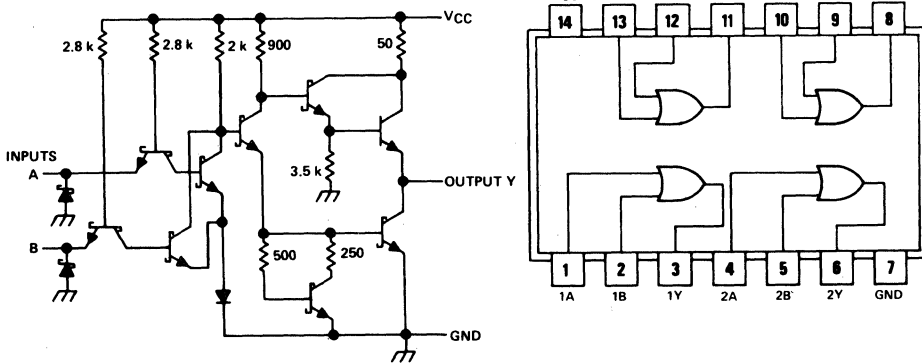 VCC
2.8 k
2.8 k
2 k
900
50
INPUTS
A
3.5 k
OUTPUT Y
B
500
250
GND
14 13 12 11 10 9 8
1 2 3 4 5 6 7
1A 1B 1Y 2A 2B 2Y GND